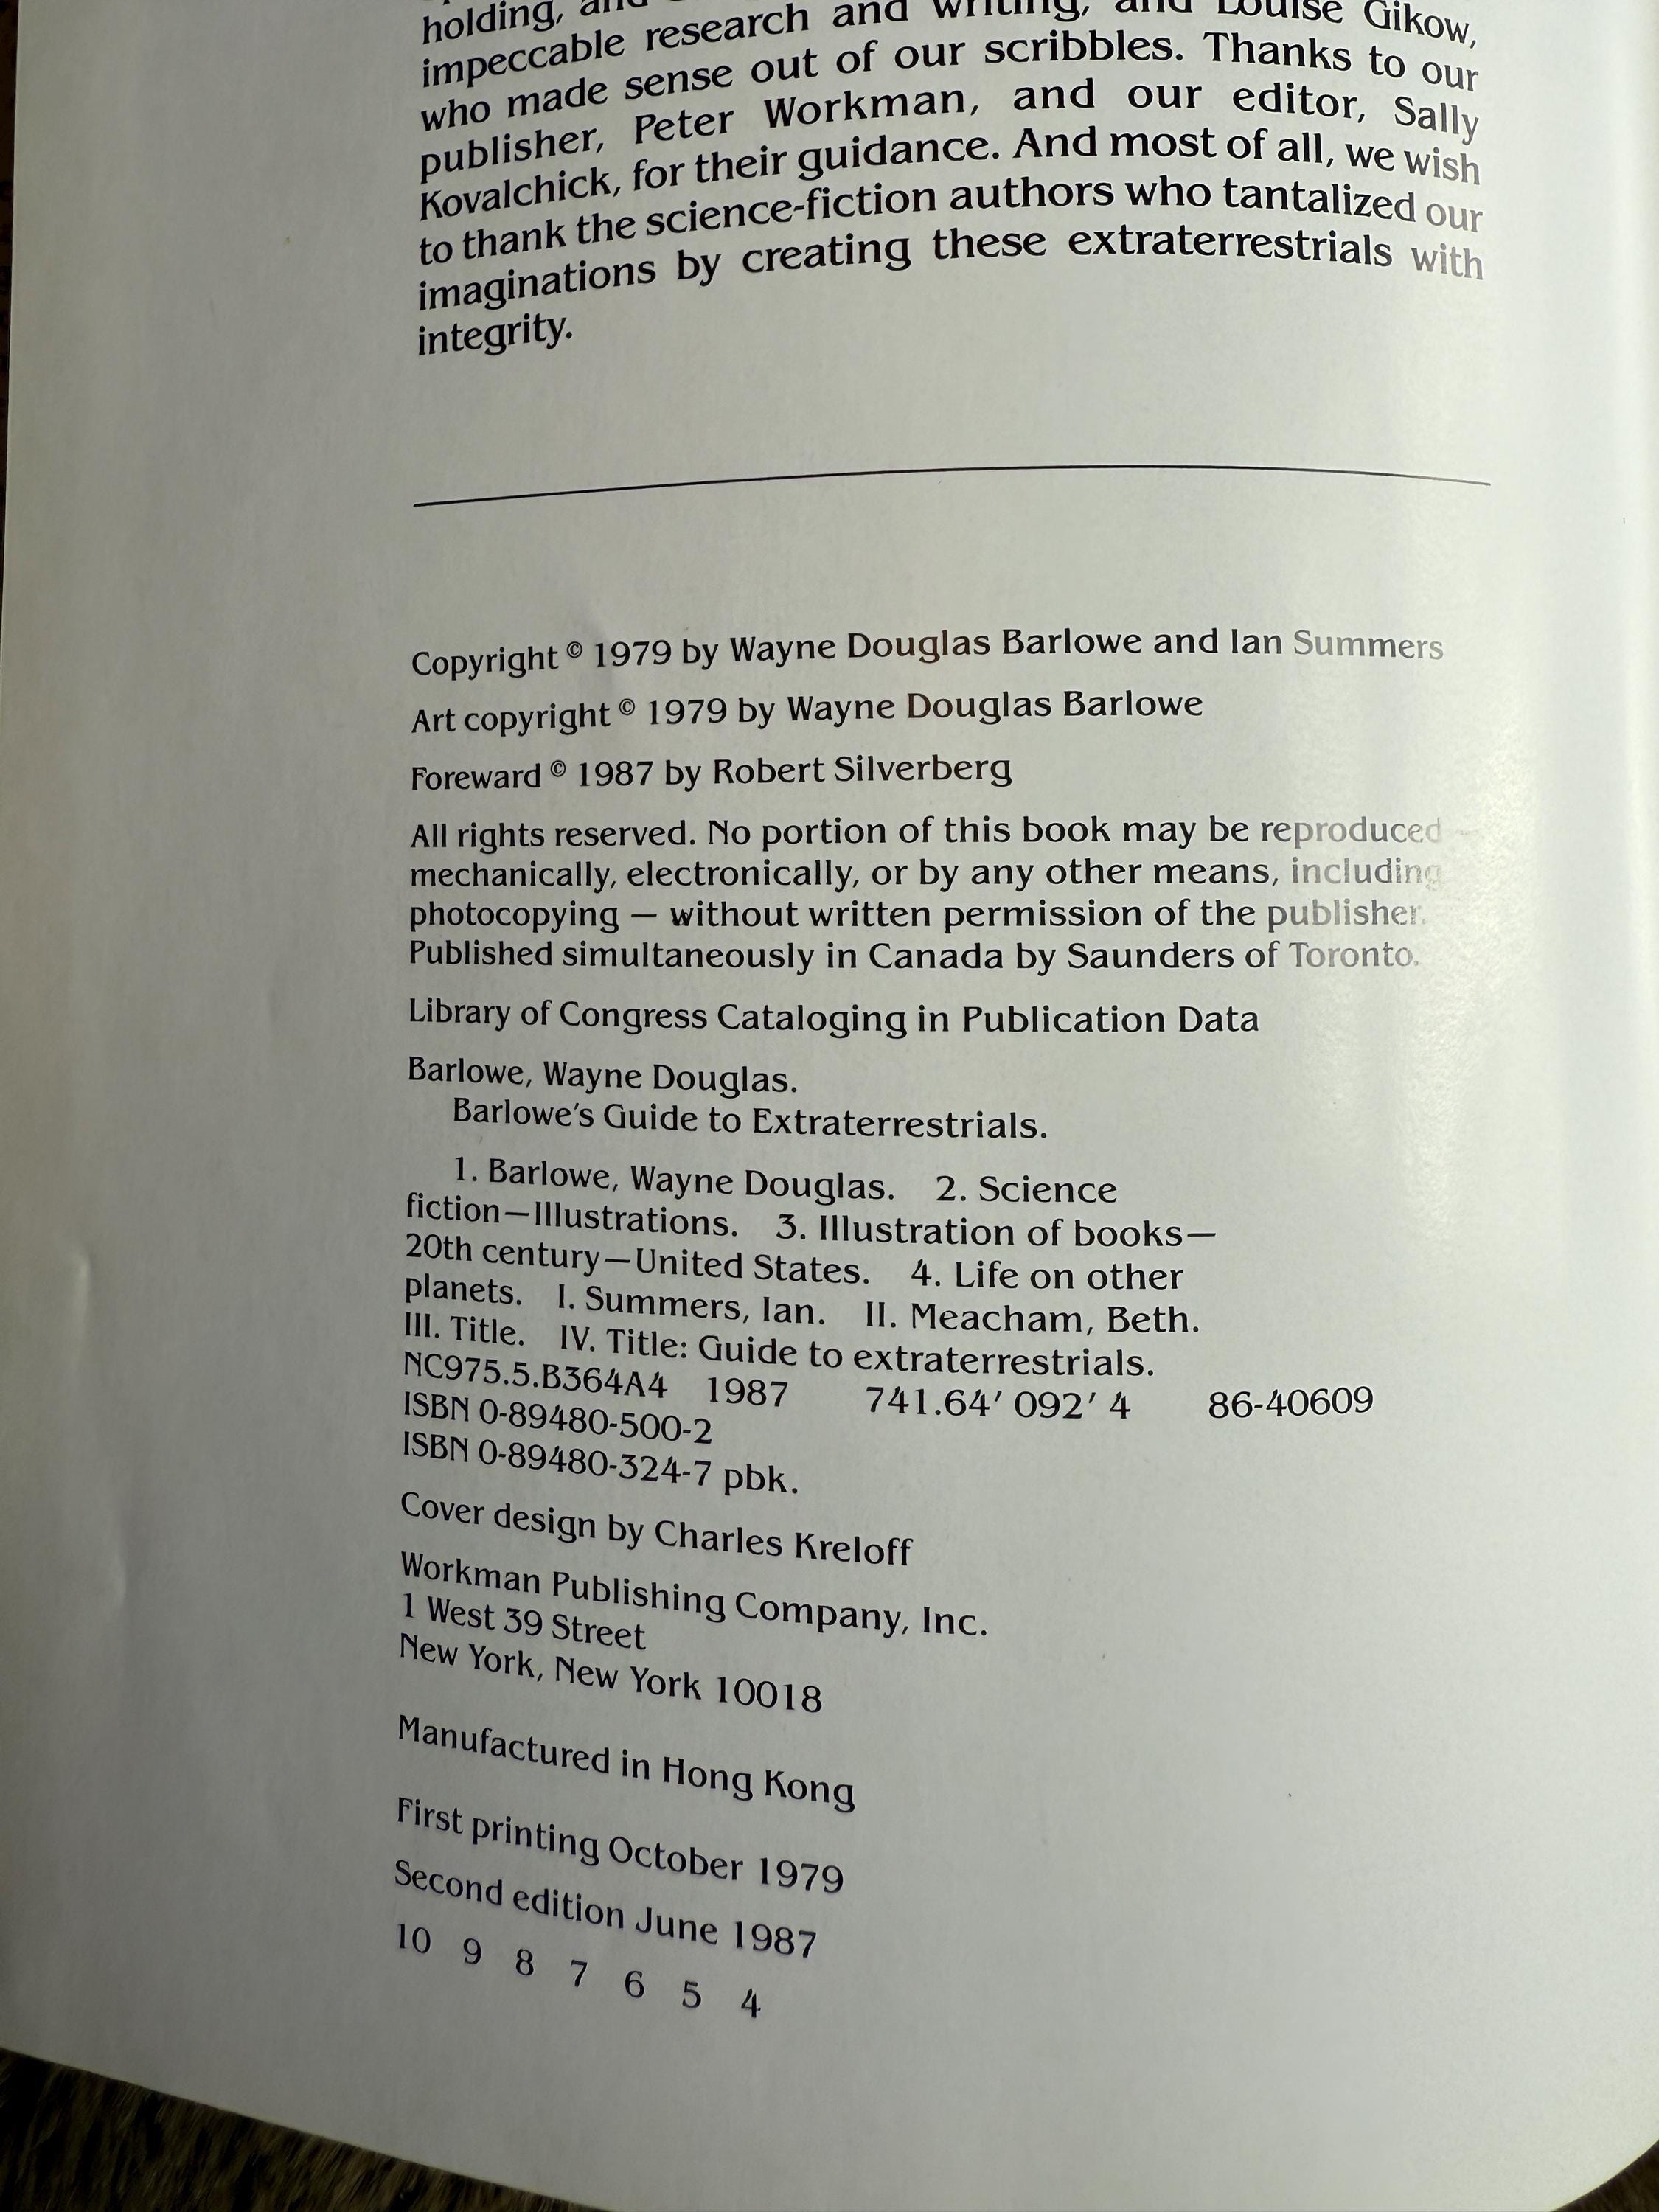 holding, and
impeccable research and writing, and Louise Gikow,
who made sense out of our scribbles. Thanks to our
publisher, Peter Workman, and our editor, Sally
Kovalchick, for their guidance. And most of all, we wish
to thank the science-fiction authors who tantalized our
imaginations by creating these extraterrestrials with
integrity.
Copyright © 1979 by Wayne Douglas Barlowe and Ian Summers
Art copyright © 1979 by Wayne Douglas Barlowe
Foreward © 1987 by Robert Silverberg
All rights reserved. No portion of this book may be reproduced —
mechanically, electronically, or by any other means, including
photocopying — without written permission of the publisher.
Published simultaneously in Canada by Saunders of Toronto.
Library of Congress Cataloging in Publication Data
Barlowe, Wayne Douglas.
Barlowe's Guide to Extraterrestrials.
1. Barlowe, Wayne Douglas. 2. Science
fiction—Illustrations. 3. Illustration of books—
20th century—United States. 4. Life on other
planets. I. Summers, Ian. II. Meacham, Beth.
III. Title. IV. Title: Guide to extraterrestrials.
NC975.5.B364A4 1987 741.64′ 092′ 4 86-40609
ISBN 0-89480-500-2
ISBN 0-89480-324-7 pbk.
Cover design by Charles Kreloff
Workman Publishing Company, Inc.
1 West 39 Street
New York, New York 10018
Manufactured in Hong Kong
First printing October 1979
Second edition June 1987
10 9 8 7 6 5 4